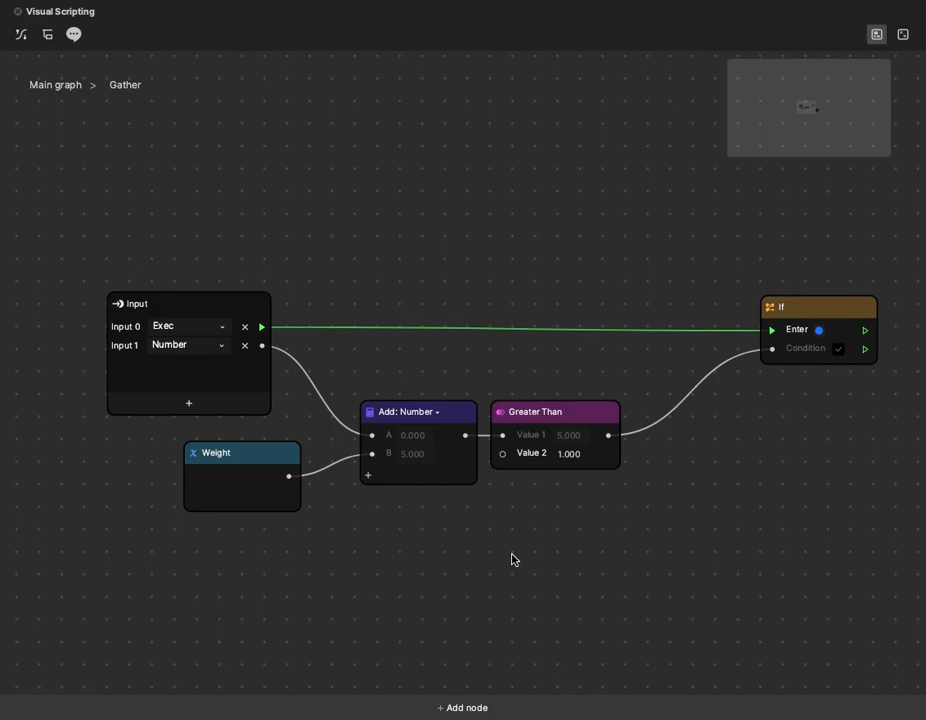 Visual Scripting
Main graph > Gather
Input
Input 0 Exec
Input 1 Number
+
If
Enter
Condition
Add: Number
A 0.000
B 5.000
+
Greater Than
Value 1 5.000
Value 2 1.000
Weight
+ Add node